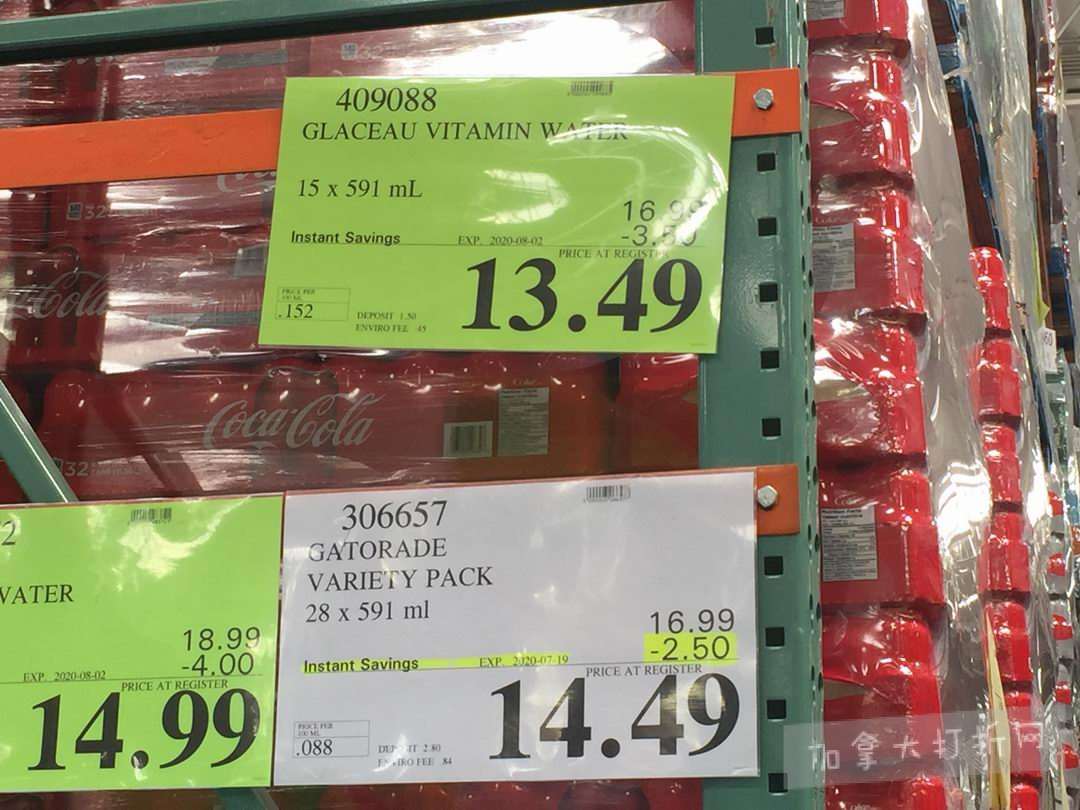 409088
GLACEAU VITAMIN WATER
15 x 591 mL
16.99
Instant Savings EXP. 2020-08-02 -3.50
PRICE AT REGISTER
13.49
PRICE PER
100 ML
.152
DEPOSIT 1.50
ENVIRO FEE 45
Coca-Cola
32
Coca-Cola
Coke
32
2
WATER
18.99
-4.00
EXP. 2020-08-02
PRICE AT REGISTER
14.99
306657
GATORADE
VARIETY PACK
28 x 591 ml
16.99
Instant Savings EXP. 2020-07-19 -2.50
PRICE AT REGISTER
14.49
PRICE PER
100 ML
.088
DEPOSIT 2.80
ENVIRO FEE 84
加拿大打折网